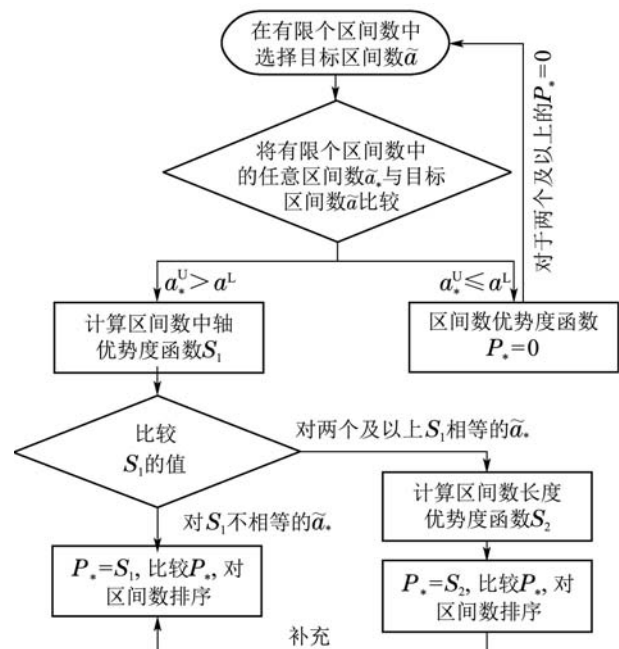 在有限个区间数中
选择目标区间数ã
对于两个及以上的P*=0
将有限个区间数中
的任意区间数ã*与目标
区间数ã比较
a*ᵁ>aᴸ
a*ᵁ≤aᴸ
计算区间数中轴
优势度函数S₁
区间数优势度函数
P*=0
比较
S₁的值
对两个及以上S₁相等的ã*
计算区间数长度
优势度函数S₂
对S₁不相等的ã*
P*=S₁, 比较P*, 对
区间数排序
P*=S₂, 比较P*, 对
区间数排序
补充